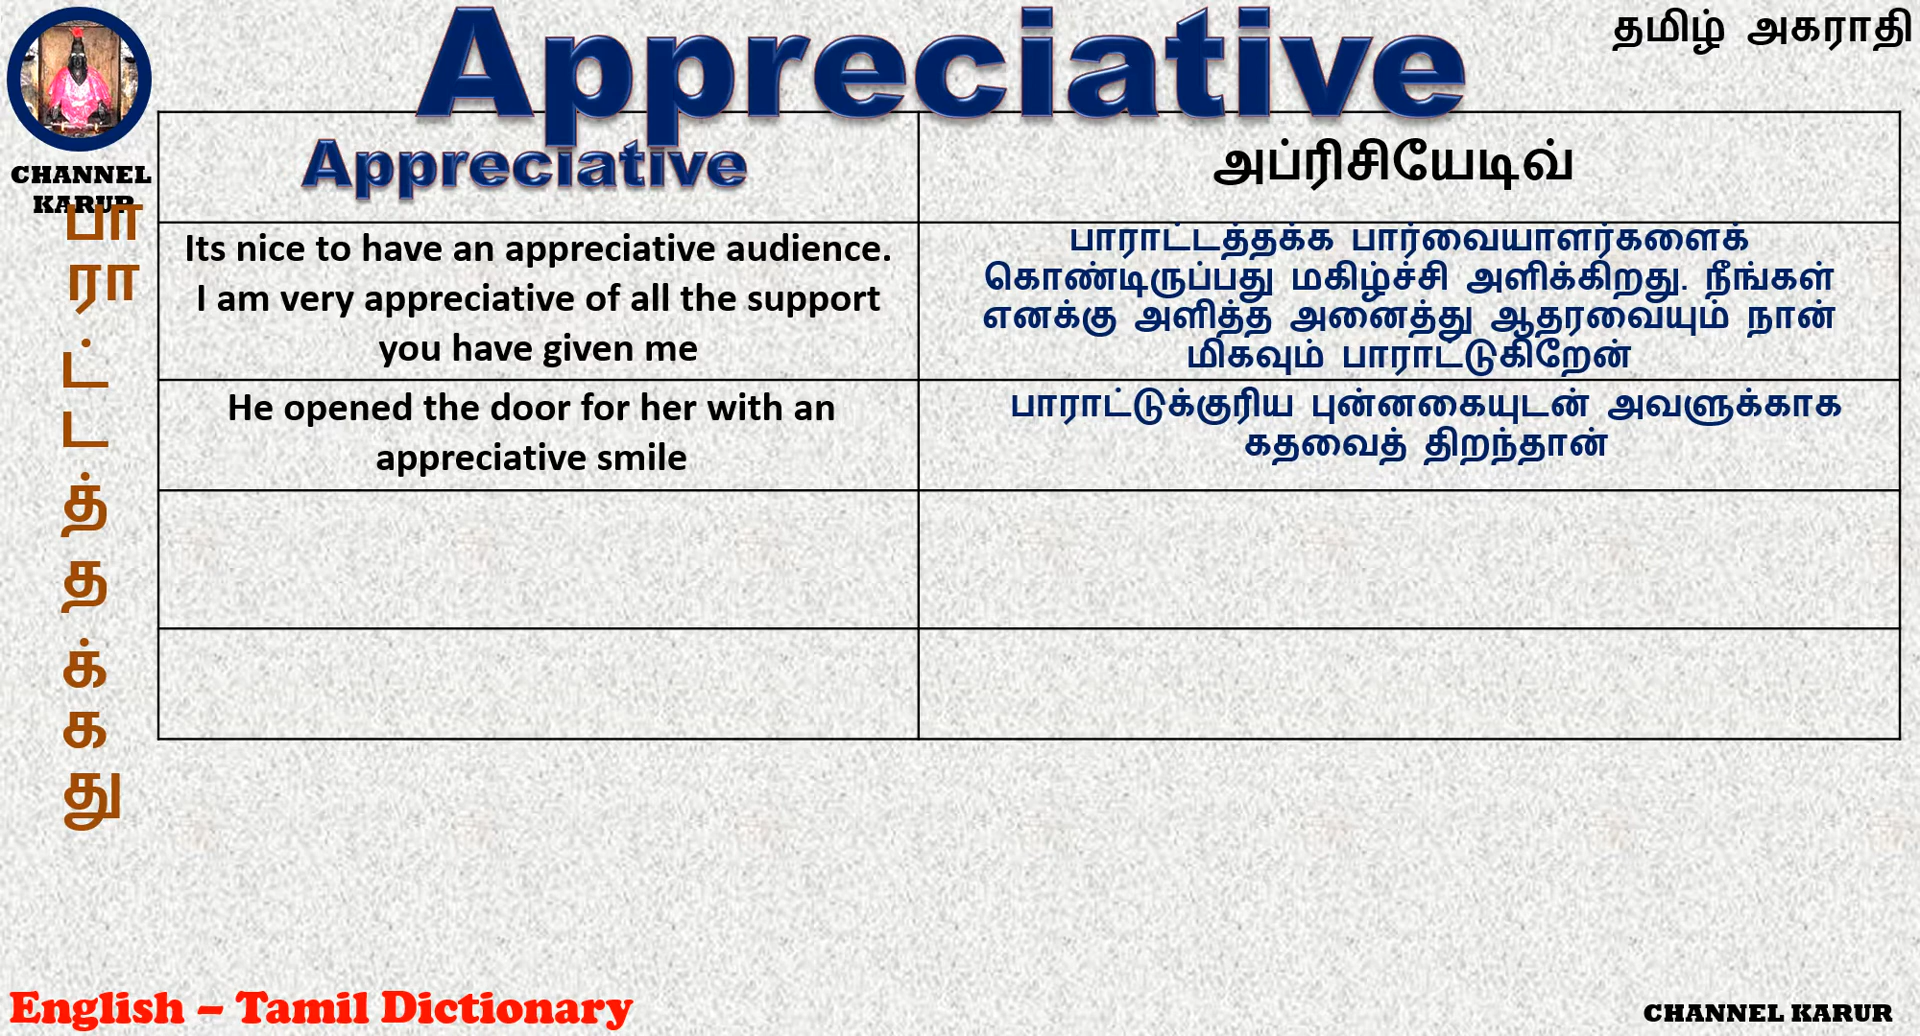 Appreciative
தமிழ் அகராதி
CHANNEL
KARUR
Appreciative
அப்ரிசியேடிவ்
Its nice to have an appreciative audience.
I am very appreciative of all the support
you have given me
பாராட்டத்தக்க பார்வையாளர்களைக்
கொண்டிருப்பது மகிழ்ச்சி அளிக்கிறது. நீங்கள்
எனக்கு அளித்த அனைத்து ஆதரவையும் நான்
மிகவும் பாராட்டுகிறேன்
He opened the door for her with an
appreciative smile
பாராட்டுக்குரிய புன்னகையுடன் அவளுக்காக
கதவைத் திறந்தான்
பா
ரா
ட்
ட
த்
த
க்
க
து
English – Tamil Dictionary
CHANNEL KARUR